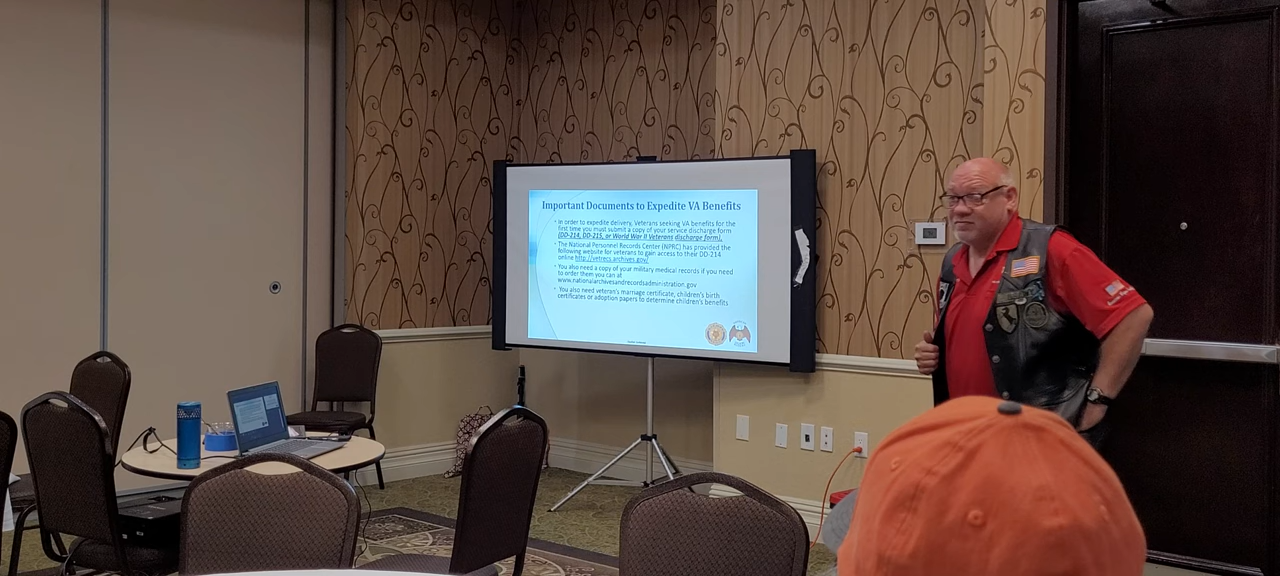 Important Documents to Expedite VA Benefits
In order to expedite delivery, Veterans seeking VA benefits for the
first time you must submit a copy of your service discharge form
(DD-214, DD-215, or World War II Veterans discharge form).
The National Personnel Records Center (NPRC) has provided the
following website for veterans to gain access to their DD-214
online http://vetrecs.archives.gov/
You also need a copy of your military medical records if you need
to order them you can at
www.nationalarchivesandrecordsadministration.gov
You also need veteran's marriage certificate, children's birth
certificates or adoption papers to determine children's benefits